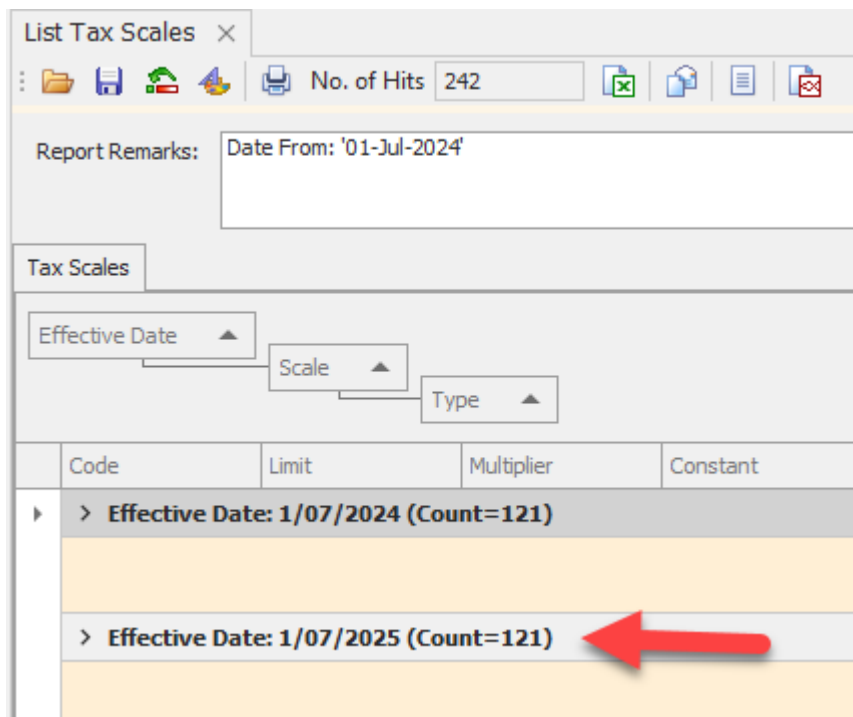 List Tax Scales
No. of Hits 242
Report Remarks: Date From: '01-Jul-2024'
Tax Scales
Effective Date
Scale
Type
Code Limit Multiplier Constant
Effective Date: 1/07/2024 (Count=121)
Effective Date: 1/07/2025 (Count=121)